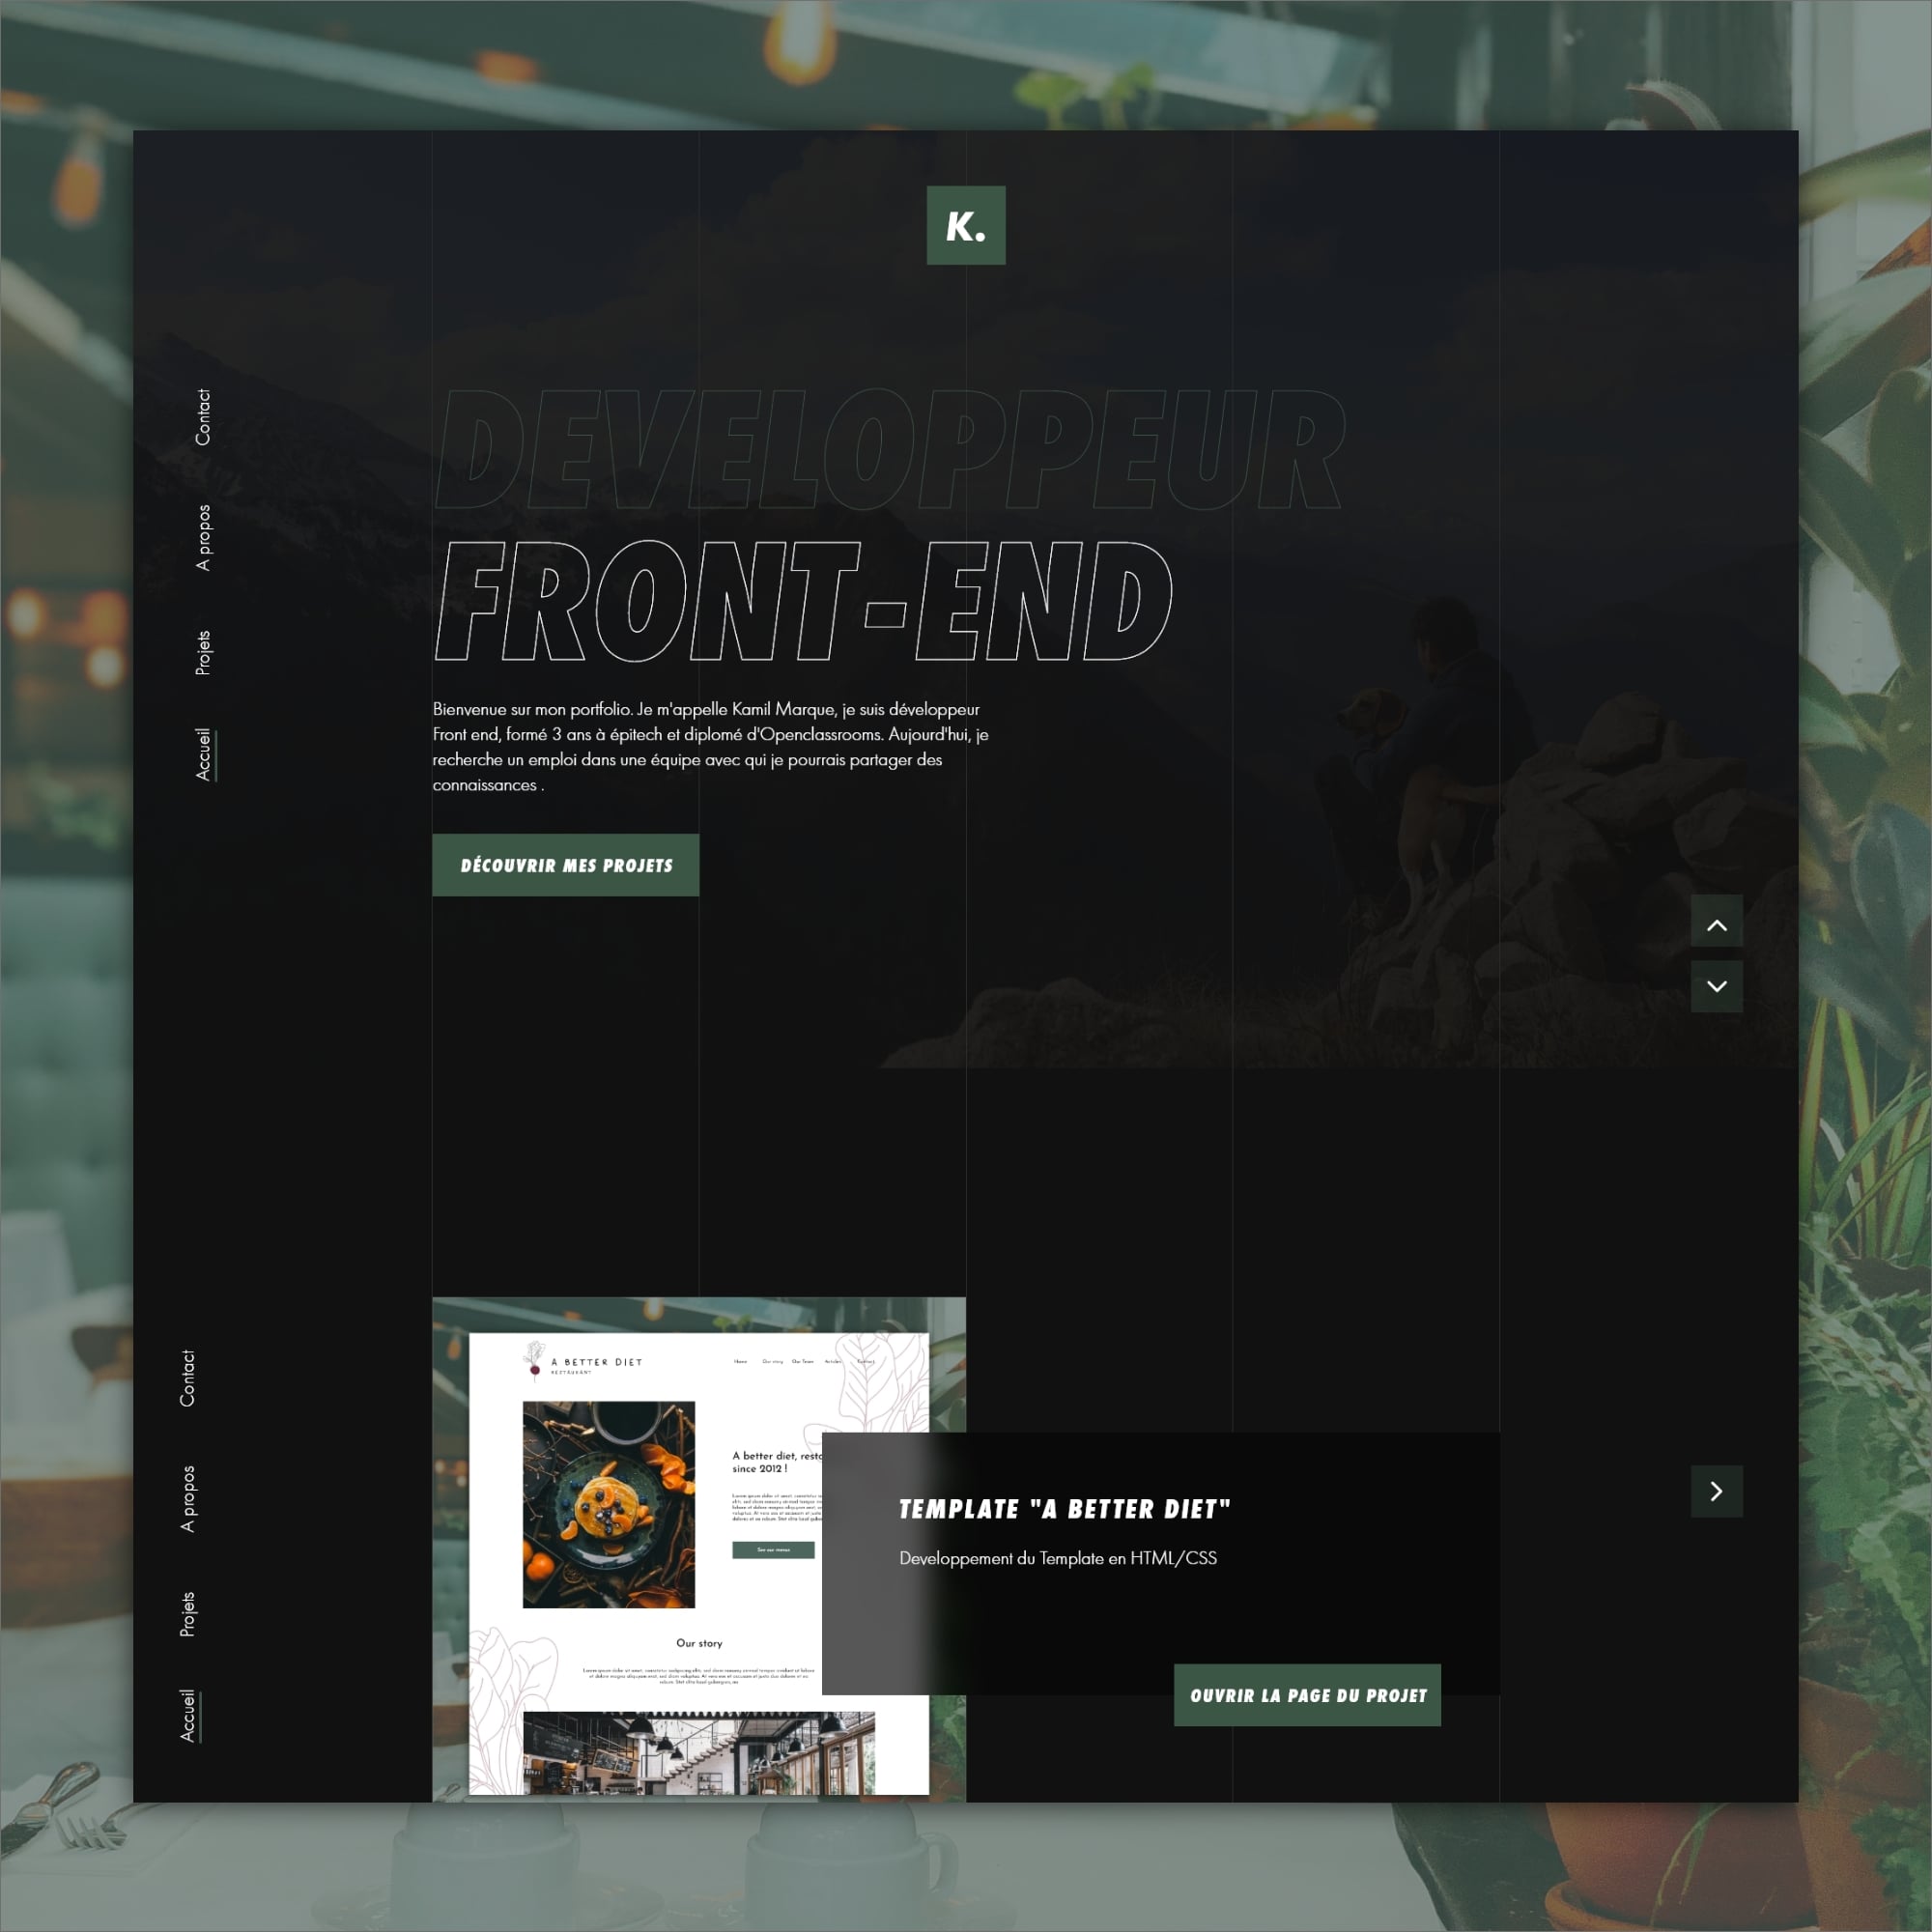 K.
Contact
A propos
Projets
Accueil
DEVELOPPEUR
FRONT-END
Bienvenue sur mon portfolio. Je m'appelle Kamil Marque, je suis développeur
Front end, formé 3 ans à épitech et diplomé d'Openclassrooms. Aujourd'hui, je
recherche un emploi dans une équipe avec qui je pourrais partager des
connaissances .
DÉCOUVRIR MES PROJETS
Contact
A propos
Projets
Accueil
A BETTER DIET
RESTAURANT
Home Our story Our Team Articles Contact
A better diet, resto
since 2012 !
See our menus
Our story
TEMPLATE "A BETTER DIET"
Developpement du Template en HTML/CSS
OUVRIR LA PAGE DU PROJET